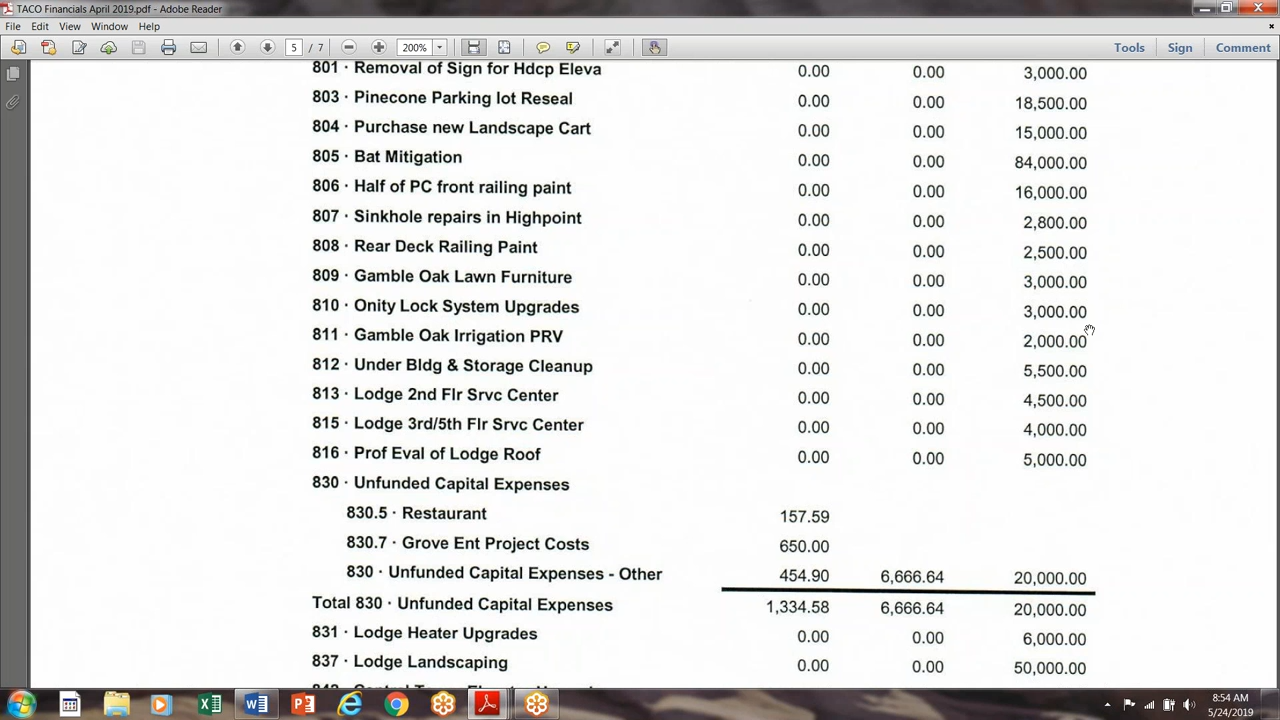 TACO Financials April 2019.pdf - Adobe Reader
File Edit View Window Help
5 / 7 200% Tools Sign Comment
801 · Removal of Sign for Hdcp Eleva 0.00 0.00 3,000.00
803 · Pinecone Parking lot Reseal 0.00 0.00 18,500.00
804 · Purchase new Landscape Cart 0.00 0.00 15,000.00
805 · Bat Mitigation 0.00 0.00 84,000.00
806 · Half of PC front railing paint 0.00 0.00 16,000.00
807 · Sinkhole repairs in Highpoint 0.00 0.00 2,800.00
808 · Rear Deck Railing Paint 0.00 0.00 2,500.00
809 · Gamble Oak Lawn Furniture 0.00 0.00 3,000.00
810 · Onity Lock System Upgrades 0.00 0.00 3,000.00
811 · Gamble Oak Irrigation PRV 0.00 0.00 2,000.00
812 · Under Bldg & Storage Cleanup 0.00 0.00 5,500.00
813 · Lodge 2nd Flr Srvc Center 0.00 0.00 4,500.00
815 · Lodge 3rd/5th Flr Srvc Center 0.00 0.00 4,000.00
816 · Prof Eval of Lodge Roof 0.00 0.00 5,000.00
830 · Unfunded Capital Expenses
830.5 · Restaurant 157.59
830.7 · Grove Ent Project Costs 650.00
830 · Unfunded Capital Expenses - Other 454.90 6,666.64 20,000.00
Total 830 · Unfunded Capital Expenses 1,334.58 6,666.64 20,000.00
831 · Lodge Heater Upgrades 0.00 0.00 6,000.00
837 · Lodge Landscaping 0.00 0.00 50,000.00
8:54 AM
5/24/2019